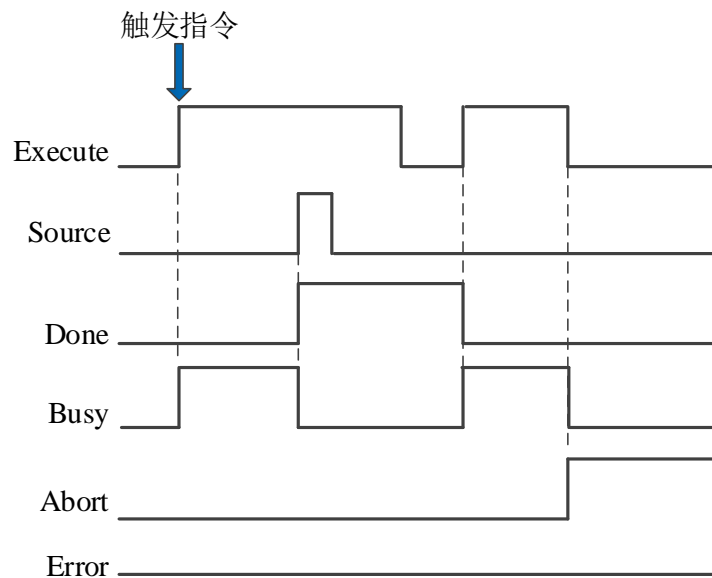 触发指令
Execute
Source
Done
Busy
Abort
Error